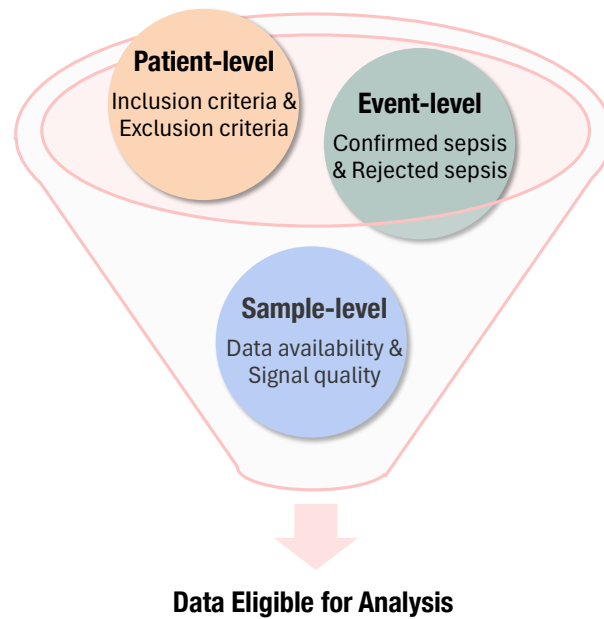 Patient-level
Inclusion criteria &
Exclusion criteria
Event-level
Confirmed sepsis
& Rejected sepsis
Sample-level
Data availability &
Signal quality
Data Eligible for Analysis